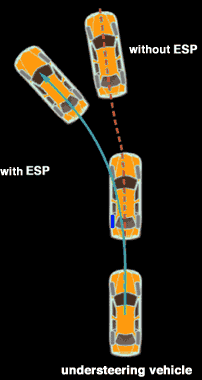 without ESP
with ESP
understeering vehicle